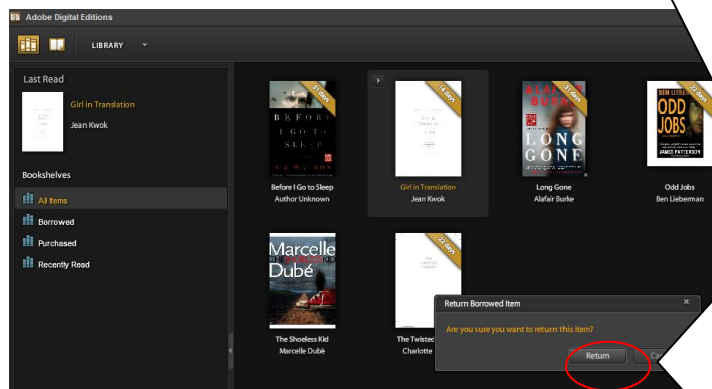 Adobe Digital Editions
LIBRARY
Last Read
Girl in Translation
Jean Kwok
Bookshelves
All Items
Borrowed
Purchased
Recently Read
31 days
BEFORE
I GO TO
SLEEP
Before I Go to Sleep
Author Unknown
14 days
Girl in Translation
Jean Kwok
31 days
ALAFAIR
BURKE
LONG
GONE
Long Gone
Alafair Burke
22 days
ODD
JOBS
Odd Jobs
Ben Lieberman
Marcelle
Dubé
The Shoeless Kid
Marcelle Dubé
22 days
The Twisted
Charlotte
Return Borrowed Item
Are you sure you want to return this item?
Return